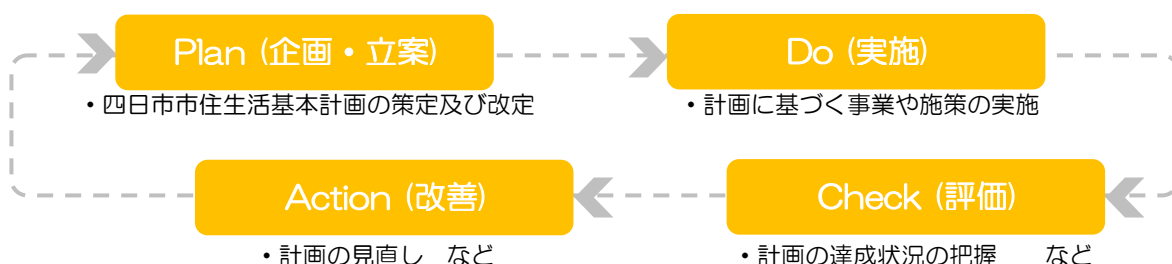 Plan (企画・立案)
Do (実施)
・四日市市住生活基本計画の策定及び改定
・計画に基づく事業や施策の実施
Action (改善)
Check (評価)
・計画の見直し　など
・計画の達成状況の把握　　など